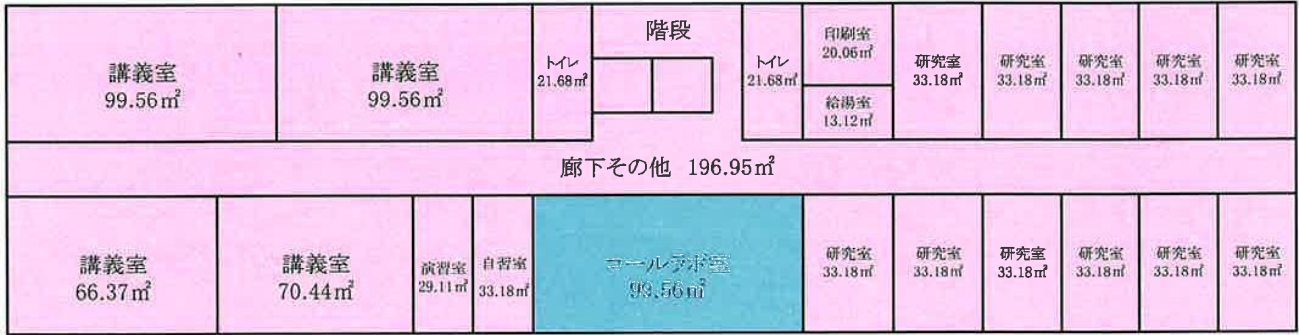 講義室
99.56㎡
講義室
99.56㎡
トイレ
21.68㎡
階段
トイレ
21.68㎡
印刷室
20.06㎡
給湯室
13.12㎡
研究室
33.18㎡
研究室
33.18㎡
研究室
33.18㎡
研究室
33.18㎡
研究室
33.18㎡
廊下その他 196.95㎡
講義室
66.37㎡
講義室
70.44㎡
演習室
29.11㎡
自習室
33.18㎡
コールラボ室
99.56㎡
研究室
33.18㎡
研究室
33.18㎡
研究室
33.18㎡
研究室
33.18㎡
研究室
33.18㎡
研究室
33.18㎡